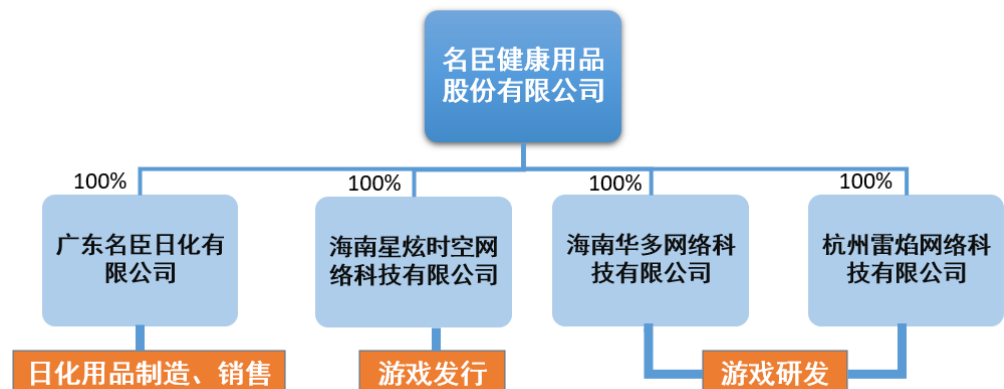 名臣健康用品
股份有限公司
100%
100%
100%
100%
广东名臣日化有
限公司
海南星炫时空网
络科技有限公司
海南华多网络科
技有限公司
杭州雷焰网络科
技有限公司
日化用品制造、销售
游戏发行
游戏研发